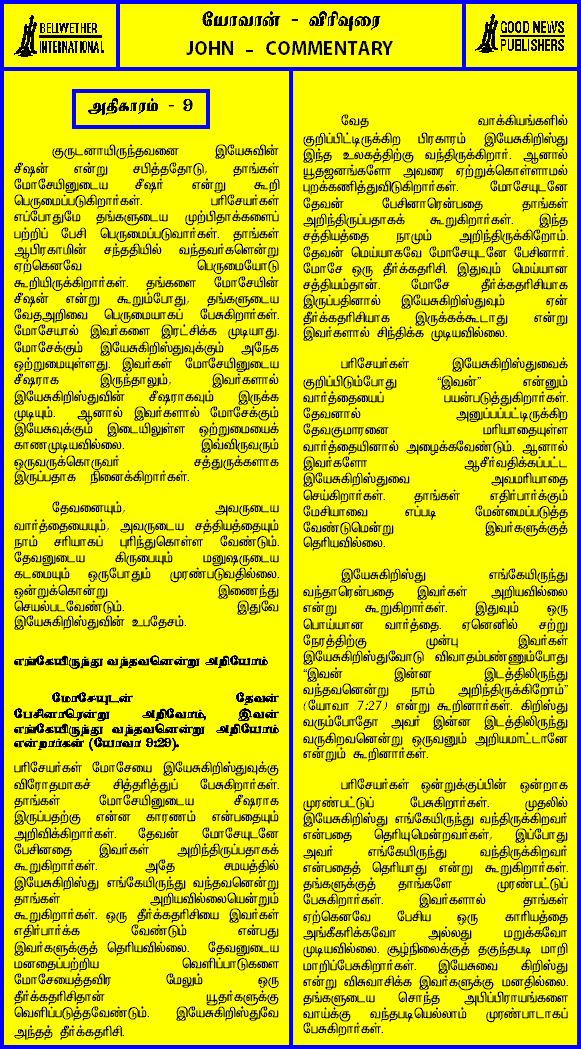 BELWETHER
INTERNATIONAL
யோவான் - விரிவுரை
JOHN - COMMENTARY
GOOD NEWS
PUBLISHERS
அதிகாரம் - 9
குருடனாயிருந்தவனை இயேசுவின்
சீஷன் என்று சபித்ததோடு, தாங்கள்
மோசேயினுடைய சீஷர் என்று கூறி
பெருமைப்படுகிறார்கள். பரிசேயர்கள்
எப்போதுமே தங்களுடைய முற்பிதாக்களைப்
பற்றிப் பேசி பெருமைப்படுவார்கள். தாங்கள்
ஆபிரகாமின் சந்ததியில் வந்தவர்களென்று
ஏற்கெனவே பெருமையோடு
கூறியிருக்கிறார்கள். தங்களை மோசேயின்
சீஷன் என்று கூறும்போது, தங்களுடைய
வேதஅறிவை பெருமையாகப் பேசுகிறார்கள்.
மோசேயால் இவர்களை இரட்சிக்க முடியாது.
மோசேக்கும் இயேசுகிறிஸ்துவுக்கும் அநேக
ஒற்றுமையுள்ளது. இவர்கள் மோசேயினுடைய
சீஷராக இருந்தாலும், இவர்களால்
இயேசுகிறிஸ்துவின் சீஷராகவும் இருக்க
முடியும். ஆனால் இவர்களால் மோசேக்கும்
இயேசுவுக்கும் இடையிலுள்ள ஒற்றுமையைக்
காணமுடியவில்லை. இவ்விருவரும்
ஒருவருக்கொருவர் சத்துருக்களாக
இருப்பதாக நினைக்கிறார்கள்.
தேவனையும், அவருடைய
வார்த்தையையும், அவருடைய சத்தியத்தையும்
நாம் சரியாகப் புரிந்துகொள்ள வேண்டும்.
தேவனுடைய கிருபையும் மனுஷருடைய
கடமையும் ஒருபோதும் முரண்படுவதில்லை.
ஒன்றுக்கொன்று இணைந்து
செயல்படவேண்டும். இதுவே
இயேசுகிறிஸ்துவின் உபதேசம்.
எங்கேயிருந்து வந்தவனென்று அறியோம்
மோசேயுடன் தேவன்
பேசினாரென்று அறிவோம், இவன்
எங்கேயிருந்து வந்தவனென்று அறியோம்
என்றார்கள் (யோவா 9:29).
பரிசேயர்கள் மோசேயை இயேசுகிறிஸ்துவுக்கு
விரோதமாகச் சித்தரித்துப் பேசுகிறார்கள்.
தாங்கள் மோசேயினுடைய சீஷராக
இருப்பதற்கு என்ன காரணம் என்பதையும்
அறிவிக்கிறார்கள். தேவன் மோசேயுடனே
பேசினதை இவர்கள் அறிந்திருப்பதாகக்
கூறுகிறார்கள். அதே சமயத்தில்
இயேசுகிறிஸ்து எங்கேயிருந்து வந்தவனென்று
தாங்கள் அறியவில்லையென்றும்
கூறுகிறார்கள். ஒரு தீர்க்கதரிசியை இவர்கள்
எதிர்பார்க்க வேண்டும் என்பது
இவர்களுக்குத் தெரியவில்லை. தேவனுடைய
மனதைப்பற்றிய வெளிப்பாடுகளை
மோசேயைத்தவிர மேலும் ஒரு
தீர்க்கதரிசிதான் யூதர்களுக்கு
வெளிப்படுத்தவேண்டும். இயேசுகிறிஸ்துவே
அந்தத் தீர்க்கதரிசி.
வேத வாக்கியங்களில்
குறிப்பிட்டிருக்கிற பிரகாரம் இயேசுகிறிஸ்து
இந்த உலகத்திற்கு வந்திருக்கிறார். ஆனால்
யூதஜனங்களோ அவரை ஏற்றுக்கொள்ளாமல்
புறக்கணித்துவிடுகிறார்கள். மோசேயுடனே
தேவன் பேசினாரென்பதை தாங்கள்
அறிந்திருப்பதாகக் கூறுகிறார்கள். இந்த
சத்தியத்தை நாமும் அறிந்திருக்கிறோம்.
தேவன் மெய்யாகவே மோசேயுடனே பேசினார்.
மோசே ஒரு தீர்க்கதரிசி. இதுவும் மெய்யான
சத்தியம்தான். மோசே தீர்க்கதரிசியாக
இருப்பதினால் இயேசுகிறிஸ்துவும் ஏன்
தீர்க்கதரிசியாக இருக்கக்கூடாது என்று
இவர்களால் சிந்திக்க முடியவில்லை.
பரிசேயர்கள் இயேசுகிறிஸ்துவைக்
குறிப்பிடும்போது "இவன்" என்னும்
வார்த்தையைப் பயன்படுத்துகிறார்கள்.
தேவனால் அனுப்பப்பட்டிருக்கிற
தேவகுமாரனை மரியாதையுள்ள
வார்த்தையினால் அழைக்கவேண்டும். ஆனால்
இவர்களோ ஆசீர்வதிக்கப்பட்ட
இயேசுகிறிஸ்துவை அவமரியாதை
செய்கிறார்கள். தாங்கள் எதிர்பார்க்கும்
மேசியாவை எப்படி மேன்மைப்படுத்த
வேண்டுமென்று இவர்களுக்குத்
தெரியவில்லை.
இயேசுகிறிஸ்து எங்கேயிருந்து
வந்தாரென்பதை இவர்கள் அறியவில்லை
என்று கூறுகிறார்கள். இதுவும் ஒரு
பொய்யான வார்த்தை. ஏனெனில் சற்று
நேரத்திற்கு முன்பு இவர்கள்
இயேசுகிறிஸ்துவோடு விவாதம்பண்ணும்போது
"இவன் இன்ன இடத்திலிருந்து
வந்தவனென்று நாம் அறிந்திருக்கிறோம்"
(யோவா 7:27) என்று கூறினார்கள். கிறிஸ்து
வரும்போதோ அவர் இன்ன இடத்திலிருந்து
வருகிறவனென்று ஒருவனும் அறியமாட்டானே
என்றும் கூறினார்கள்.
பரிசேயர்கள் ஒன்றுக்குப்பின் ஒன்றாக
முரண்பட்டுப் பேசுகிறார்கள். முதலில்
இயேசுகிறிஸ்து எங்கேயிருந்து வந்திருக்கிறவர்
என்பதை தெரியுமென்றவர்கள், இப்போது
அவர் எங்கேயிருந்து வந்திருக்கிறவர்
என்பதைத் தெரியாது என்று கூறுகிறார்கள்.
தங்களுக்குத் தாங்களே முரண்பட்டுப்
பேசுகிறார்கள். இவர்களால் தாங்கள்
ஏற்கெனவே பேசிய ஒரு காரியத்தை
அங்கீகரிக்கவோ அல்லது மறுக்கவோ
முடியவில்லை. சூழ்நிலைக்குத் தகுந்தபடி மாறி
மாறிப்பேசுகிறார்கள். இயேசுவை கிறிஸ்து
என்று விசுவாசிக்க இவர்களுக்கு மனதில்லை.
தங்களுடைய சொந்த அபிப்பிராயங்களை
வாய்க்கு வந்தபடியெல்லாம் முரண்பாடாகப்
பேசுகிறார்கள்.